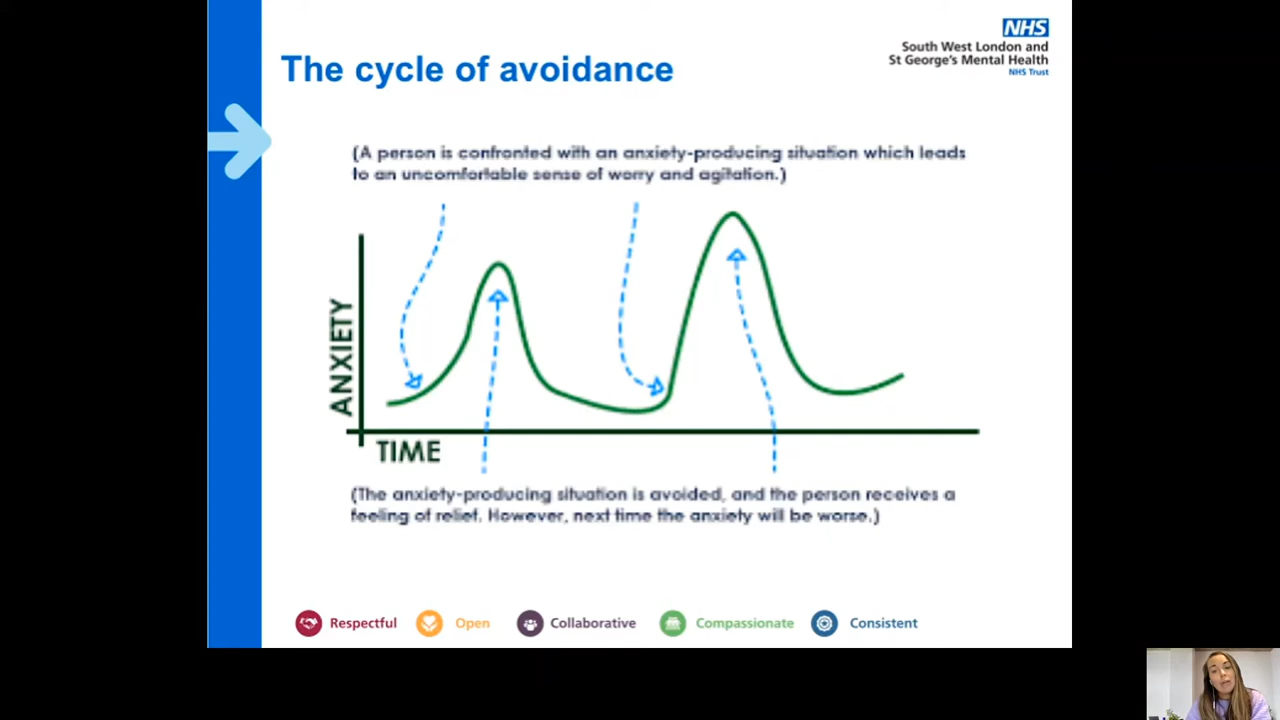 NHS
South West London and
St George's Mental Health
NHS Trust
The cycle of avoidance
(A person is confronted with an anxiety-producing situation which leads
to an uncomfortable sense of worry and agitation.)
ANXIETY
TIME
(The anxiety-producing situation is avoided, and the person receives a
feeling of relief. However, next time the anxiety will be worse.)
Respectful
Open
Collaborative
Compassionate
Consistent